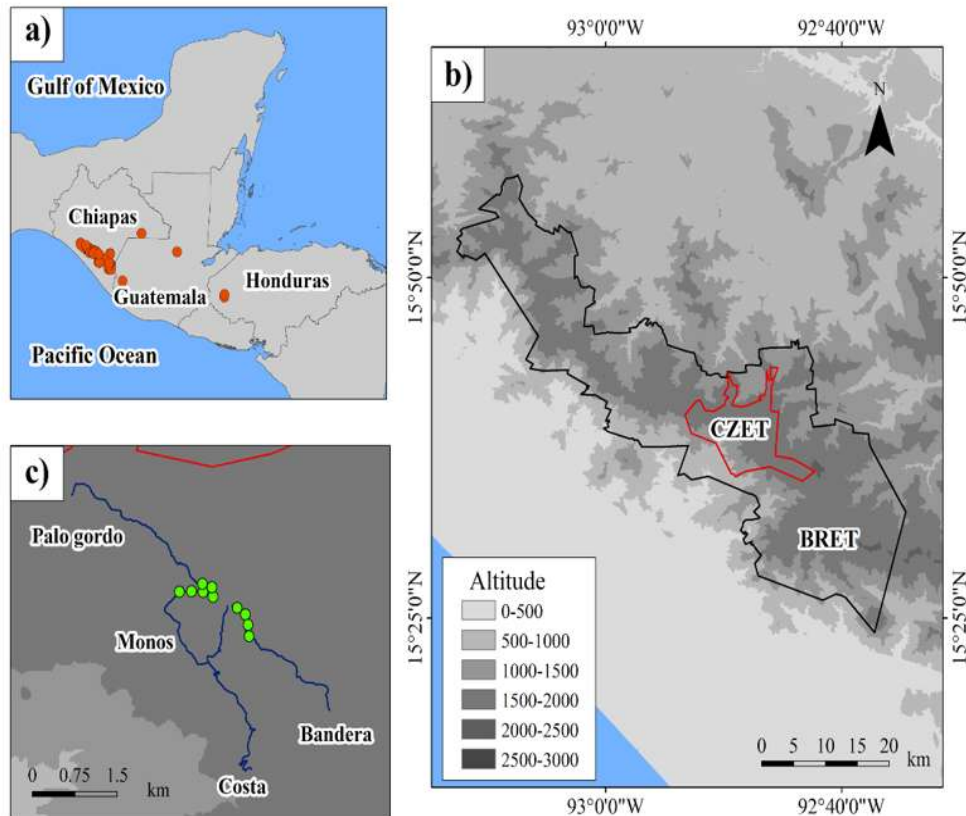 a)
Gulf of Mexico
Chiapas
Guatemala
Honduras
Pacific Ocean
b)
93°0'0"W
92°40'0"W
N
15°50'0"N
15°50'0"N
CZET
BRET
15°25'0"N
15°25'0"N
Altitude
0-500
500-1000
1000-1500
1500-2000
2000-2500
2500-3000
0 5 10 15 20
km
93°0'0"W
92°40'0"W
c)
Palo gordo
Monos
Bandera
Costa
0 0.75 1.5
km